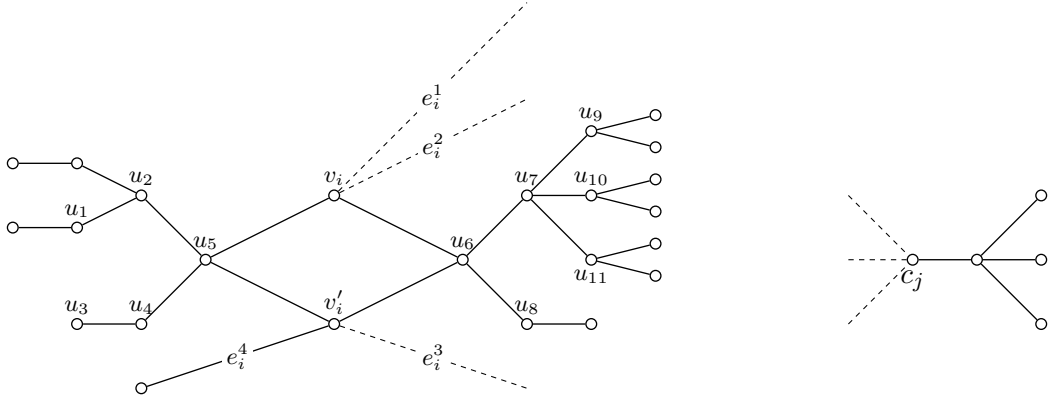 e_i^1
u_9
e_i^2
u_2
v_i
u_7
u_10
u_1
u_5
u_6
u_11
c_j
u_3
u_4
v_i'
u_8
e_i^4
e_i^3